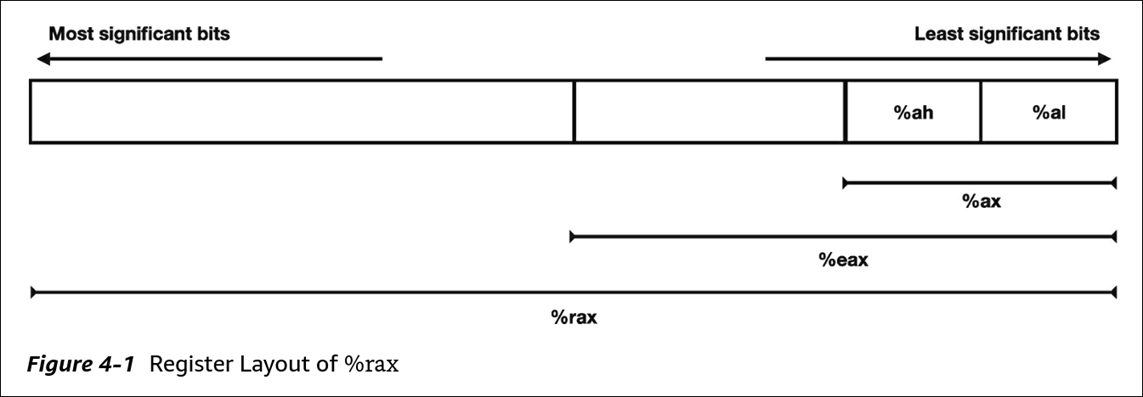 Most significant bits
Least significant bits
%ah
%al
%ax
%eax
%rax
Figure 4-1 Register Layout of %rax